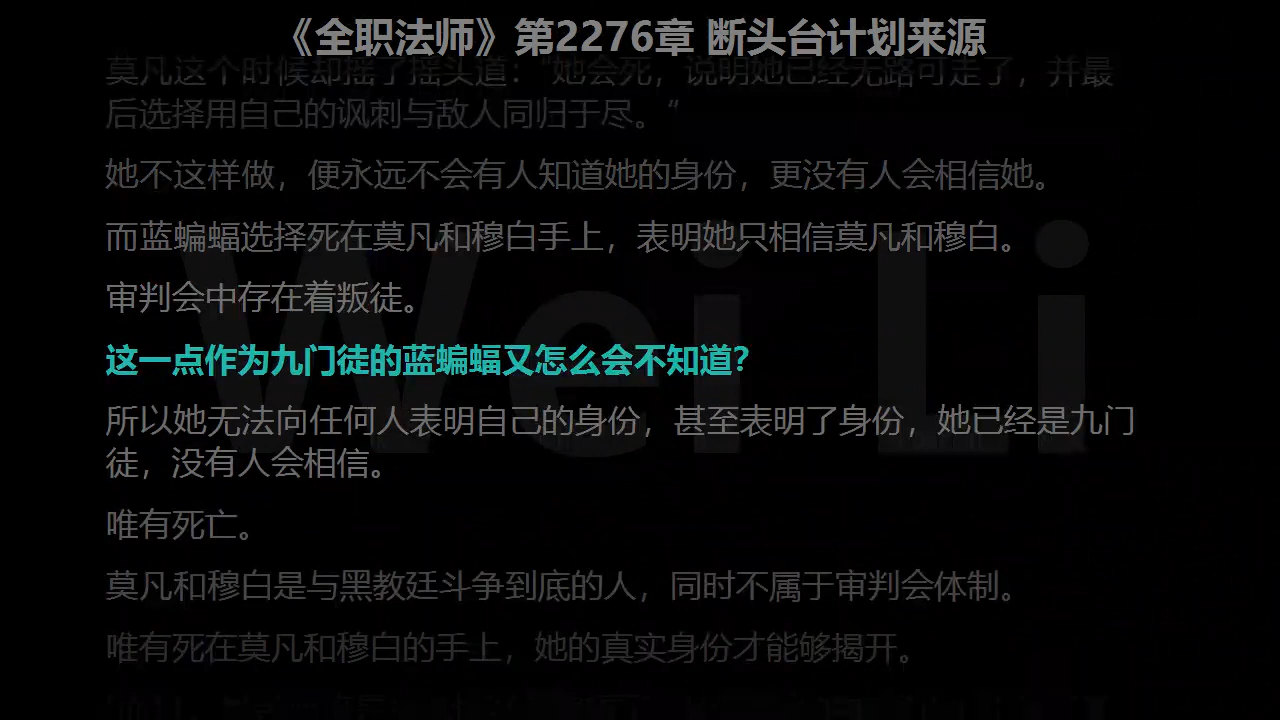 《全职法师》第2276章 断头台计划来源
莫凡这个时候却摇了摇头道：“她会死，说明她已经无路可走了，并最
后选择用自己的讽刺与敌人同归于尽。”
她不这样做，便永远不会有人知道她的身份，更没有人会相信她。
而蓝蝙蝠选择死在莫凡和穆白手上，表明她只相信莫凡和穆白。
Wei Li
审判会中存在着叛徒。
这一点作为九门徒的蓝蝙蝠又怎么会不知道？
所以她无法向任何人表明自己的身份，甚至表明了身份，她已经是九门
徒，没有人会相信。
唯有死亡。
莫凡和穆白是与黑教廷斗争到底的人，同时不属于审判会体制。
唯有死在莫凡和穆白的手上，她的真实身份才能够揭开。